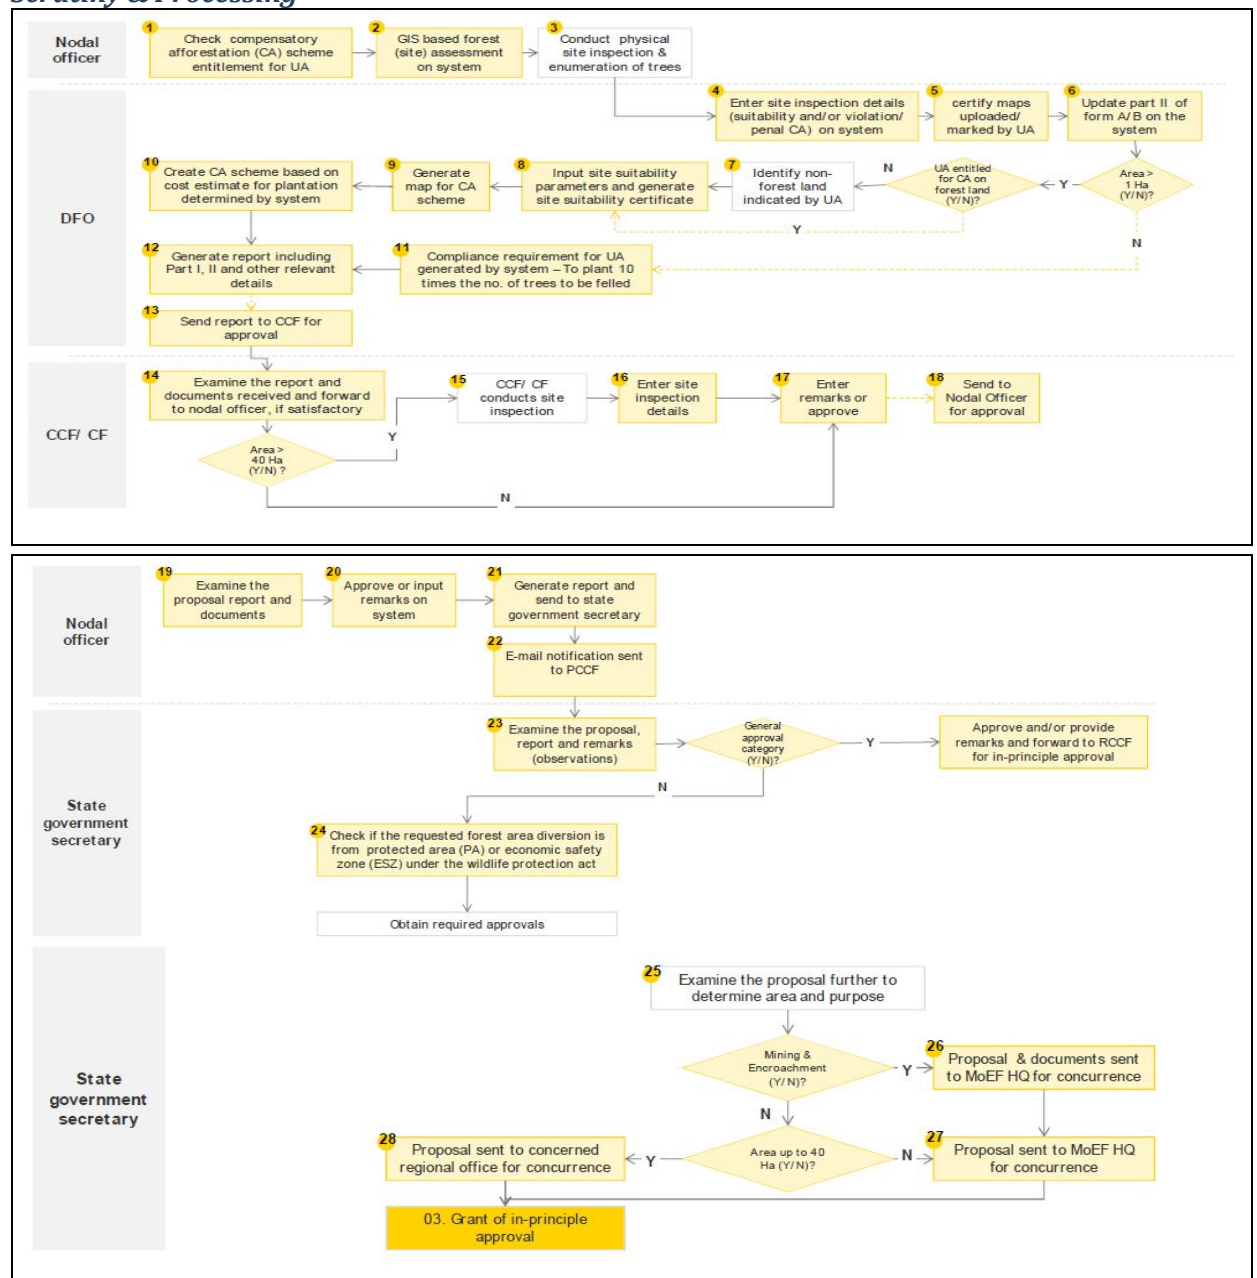 Scrutiny & Processing
Nodal
officer
1
Check compensatory
afforestation (CA) scheme
entitlement for UA
2
GIS based forest
(site) assessment
on system
3
Conduct physical
site inspection &
enumeration of trees
DFO
4
Enter site inspection details
(suitability and/or violation/
penal CA) on system
5
certify maps
uploaded/
marked by UA
6
Update part II of
form A/B on the
system
Area >
1 Ha
(Y/N)?
Y
N
UA entitled
for CA on
forest land
(Y/N)?
N
Y
7
Identify non-
forest land
indicated by UA
8
Input site suitability
parameters and generate
site suitability certificate
9
Generate
map for CA
scheme
10
Create CA scheme based on
cost estimate for plantation
determined by system
11
Compliance requirement for UA
generated by system – To plant 10
times the no. of trees to be felled
12
Generate report including
Part I, II and other relevant
details
13
Send report to CCF for
approval
CCF/ CF
14
Examine the report and
documents received and forward
to nodal officer, if satisfactory
Area >
40 Ha
(Y/N) ?
Y
N
15
CCF/ CF
conducts site
inspection
16
Enter site
inspection
details
17
Enter
remarks or
approve
18
Send to
Nodal Officer
for approval
Nodal
officer
19
Examine the
proposal report and
documents
20
Approve or input
remarks on
system
21
Generate report and
send to state
government secretary
22
E-mail notification sent
to PCCF
State
government
secretary
23
Examine the proposal,
report and remarks
(observations)
General
approval
category
(Y/N)?
Y
Approve and/or provide
remarks and forward to RCCF
for in-principle approval
N
24
Check if the requested forest area diversion is
from protected area (PA) or economic safety
zone (ESZ) under the wildlife protection act
Obtain required approvals
State
government
secretary
25
Examine the proposal further to
determine area and purpose
Mining &
Encroachment
(Y/N)?
Y
26
Proposal & documents sent
to MoEF HQ for concurrence
N
Area up to 40
Ha (Y/N)?
N
27
Proposal sent to MoEF HQ
for concurrence
Y
28
Proposal sent to concerned
regional office for concurrence
03. Grant of in-principle
approval